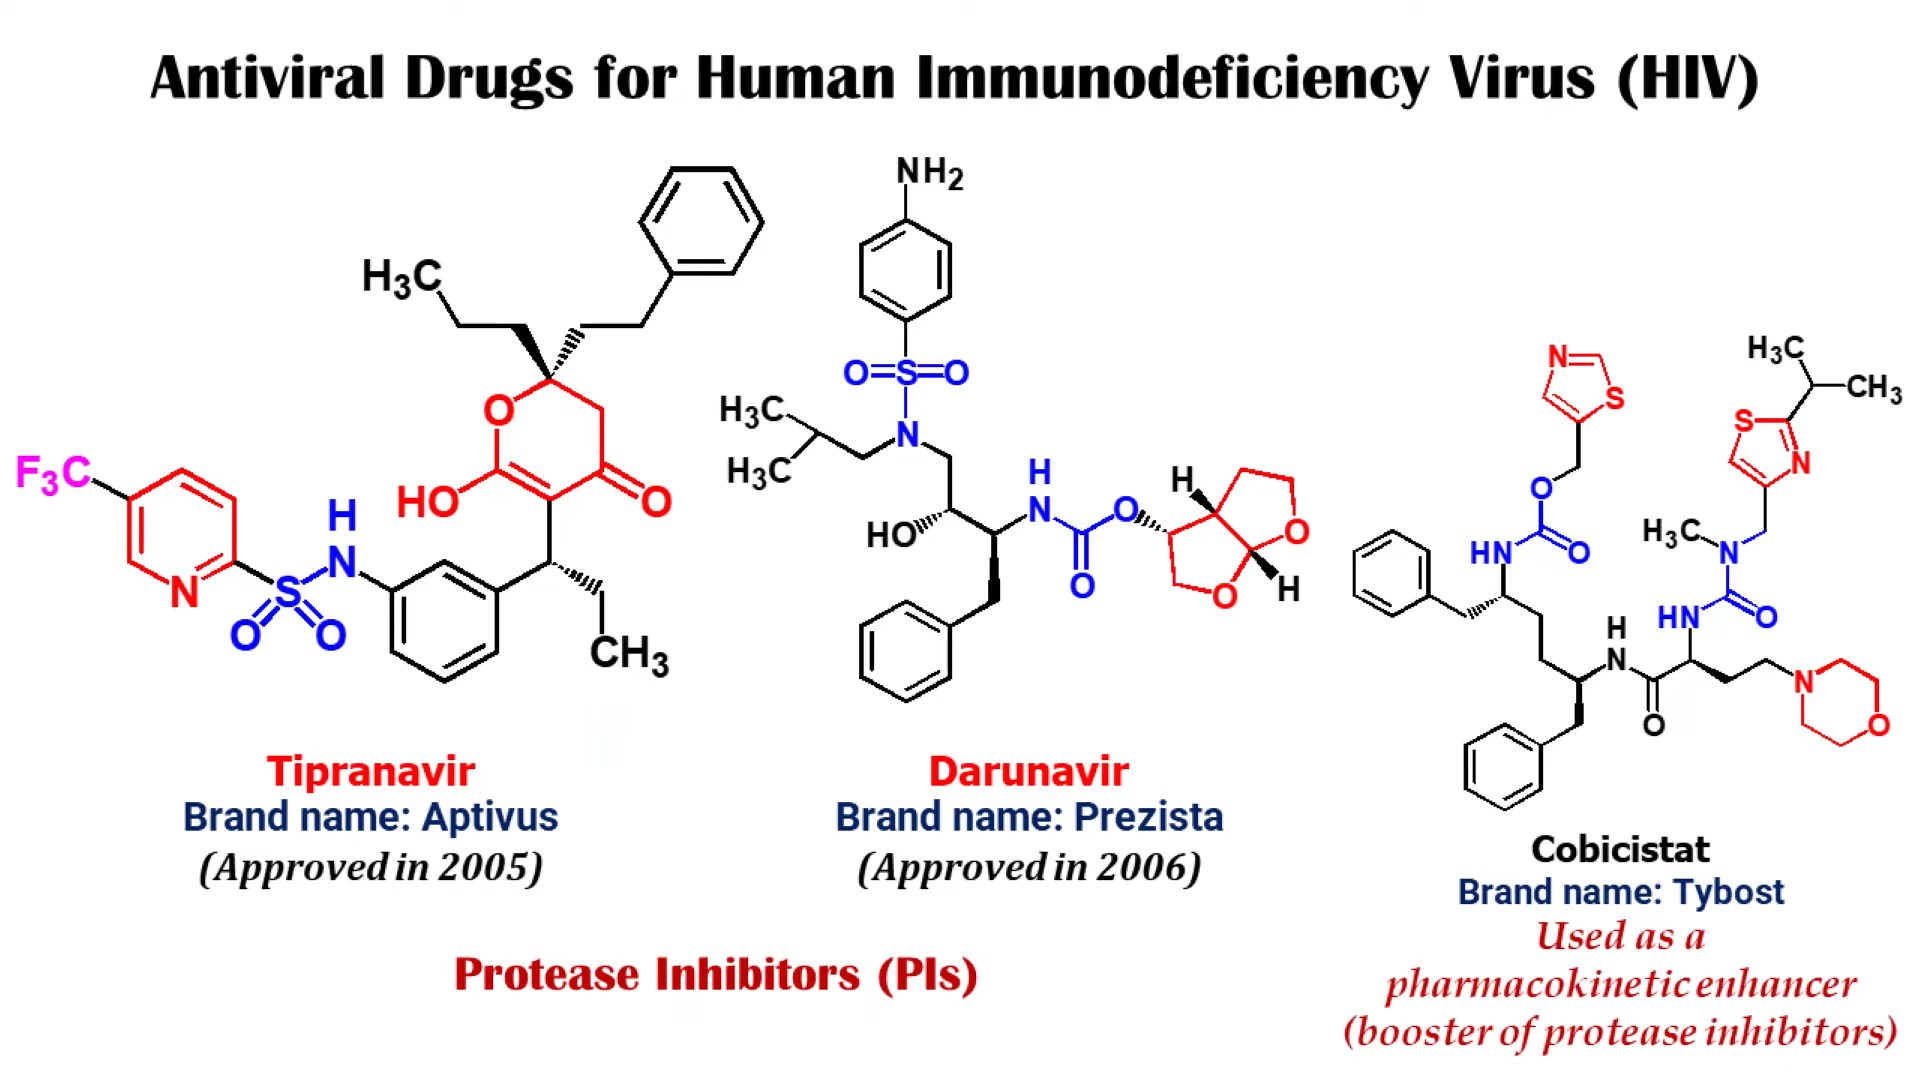 Antiviral Drugs for Human Immunodeficiency Virus (HIV)
H3C
O
HO
O
F3C
N
H
N
S
O O
CH3
Tipranavir
Brand name: Aptivus
(Approved in 2005)
NH2
O=S=O
N
H3C
H3C
HO
H
N
O
O
H
O
O
H
Darunavir
Brand name: Prezista
(Approved in 2006)
Protease Inhibitors (PIs)
N
S
O
HN
O
H3C
CH3
S
N
H3C
N
HN
O
H
N
O
N
O
Cobicistat
Brand name: Tybost
Used as a
pharmacokinetic enhancer
(booster of protease inhibitors)